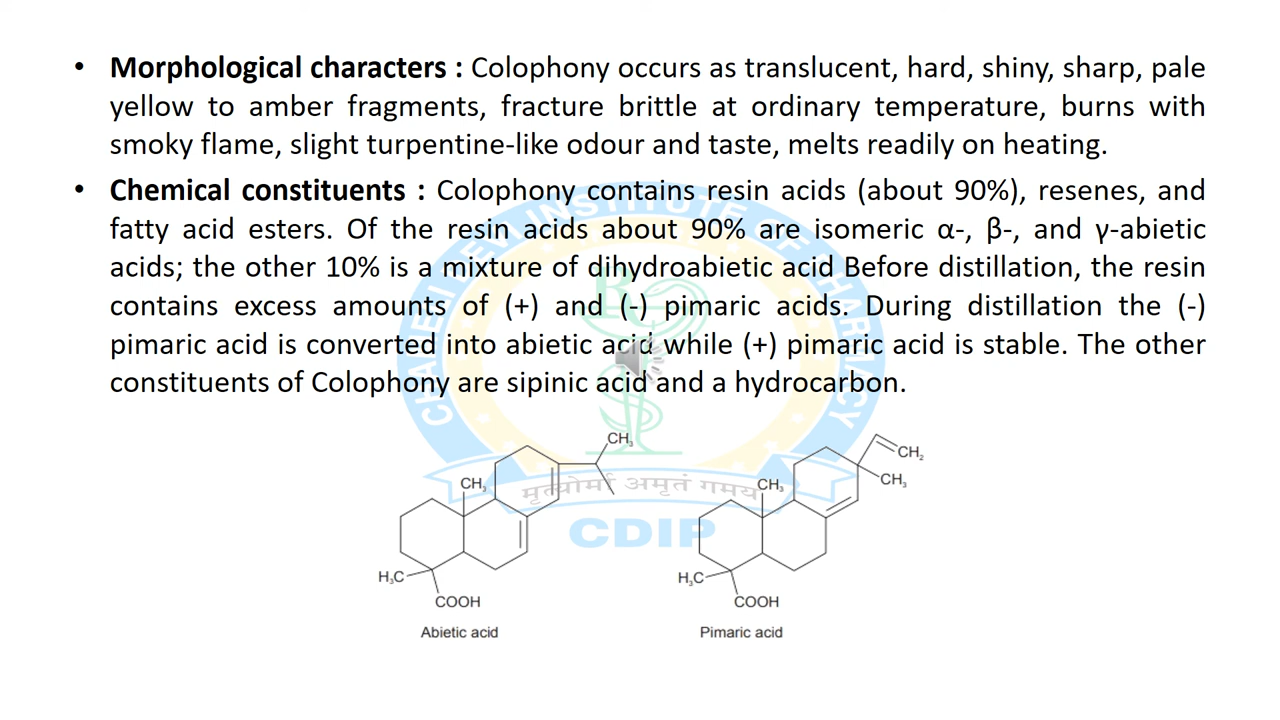 • Morphological characters : Colophony occurs as translucent, hard, shiny, sharp, pale
yellow to amber fragments, fracture brittle at ordinary temperature, burns with
smoky flame, slight turpentine-like odour and taste, melts readily on heating.
• Chemical constituents : Colophony contains resin acids (about 90%), resenes, and
fatty acid esters. Of the resin acids about 90% are isomeric α-, β-, and γ-abietic
acids; the other 10% is a mixture of dihydroabietic acid Before distillation, the resin
contains excess amounts of (+) and (-) pimaric acids. During distillation the (-)
pimaric acid is converted into abietic acid while (+) pimaric acid is stable. The other
constituents of Colophony are sipinic acid and a hydrocarbon.
CH₃
CH₃
H₃C
COOH
Abietic acid
CH₂
CH₃
CH₃
H₃C
COOH
Pimaric acid
DEVI INSTITUTE OF PHARMACY
मृत्योर्मा अमृतं गमय
CDIP